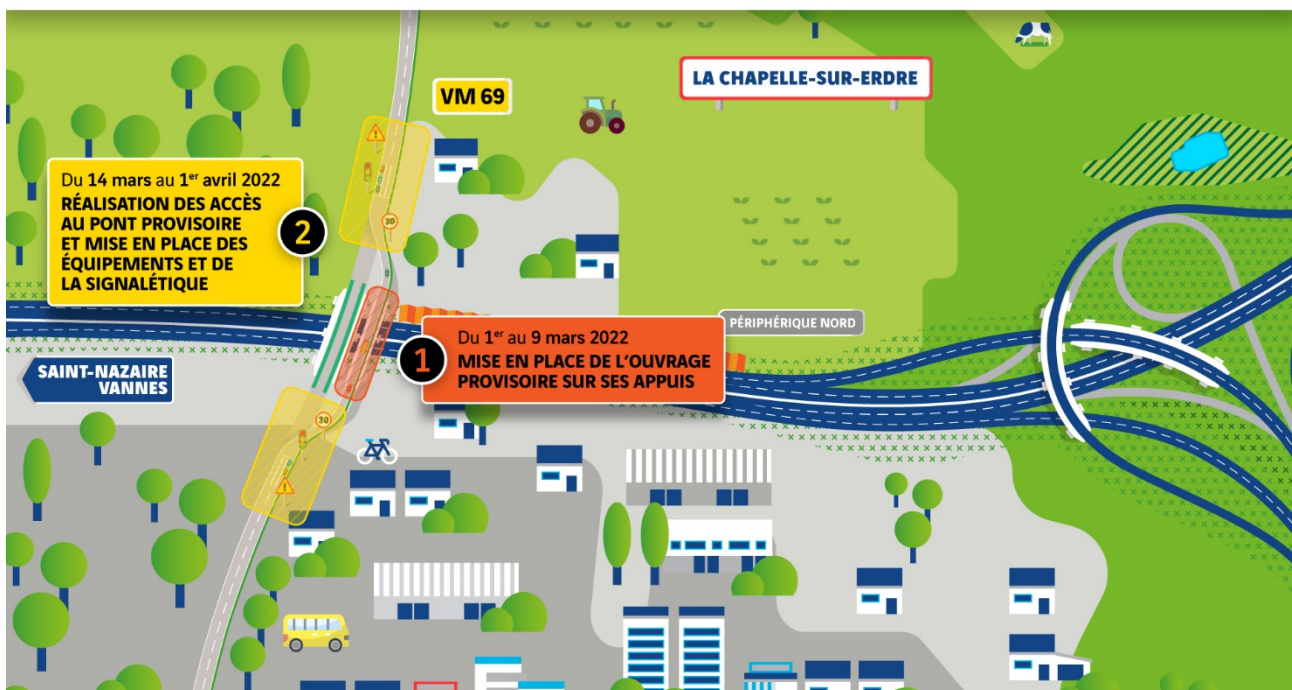 LA CHAPELLE-SUR-ERDRE
VM 69
Du 14 mars au 1er avril 2022
RÉALISATION DES ACCÈS
AU PONT PROVISOIRE
ET MISE EN PLACE DES
ÉQUIPEMENTS ET DE
LA SIGNALÉTIQUE
2
30
PÉRIPHÉRIQUE NORD
1
Du 1er au 9 mars 2022
MISE EN PLACE DE L'OUVRAGE
PROVISOIRE SUR SES APPUIS
SAINT-NAZAIRE
VANNES
30